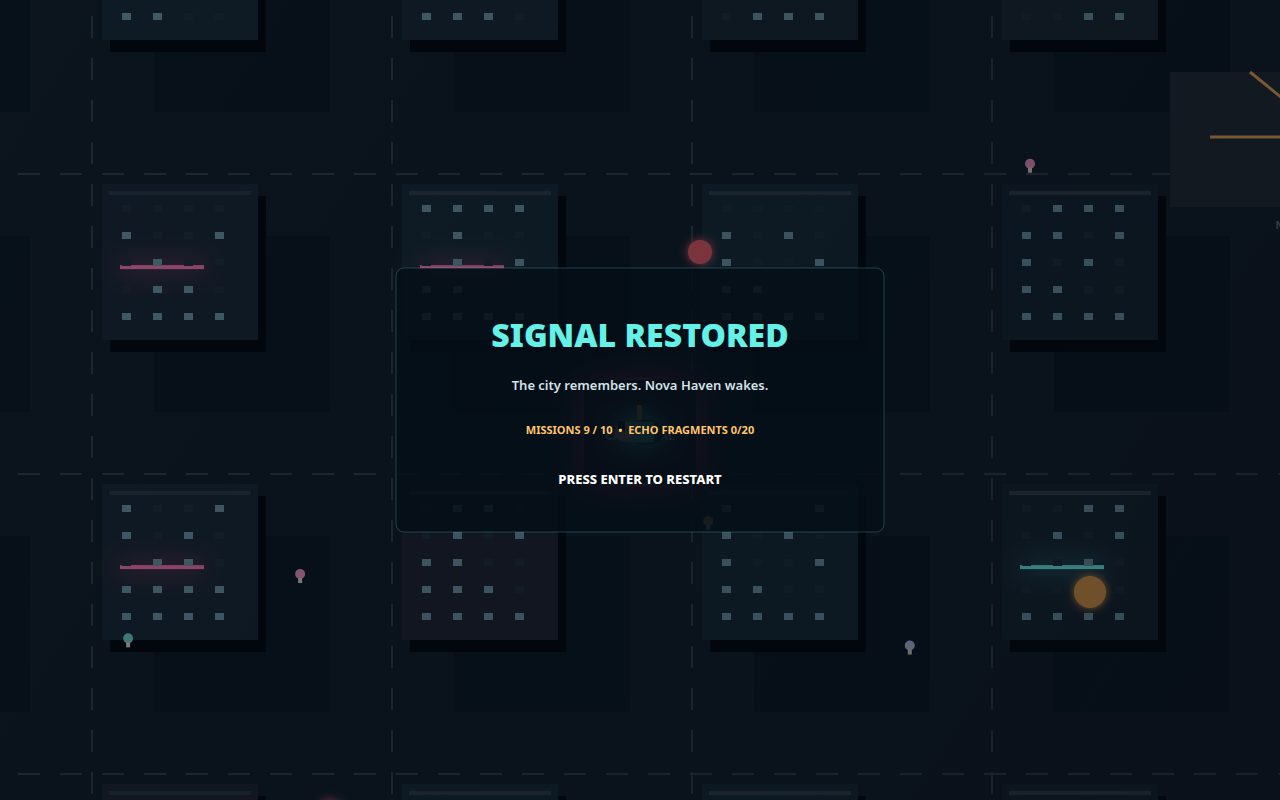 SIGNAL RESTORED
The city remembers. Nova Haven wakes.
MISSIONS 9 / 10 • ECHO FRAGMENTS 0/20
PRESS ENTER TO RESTART